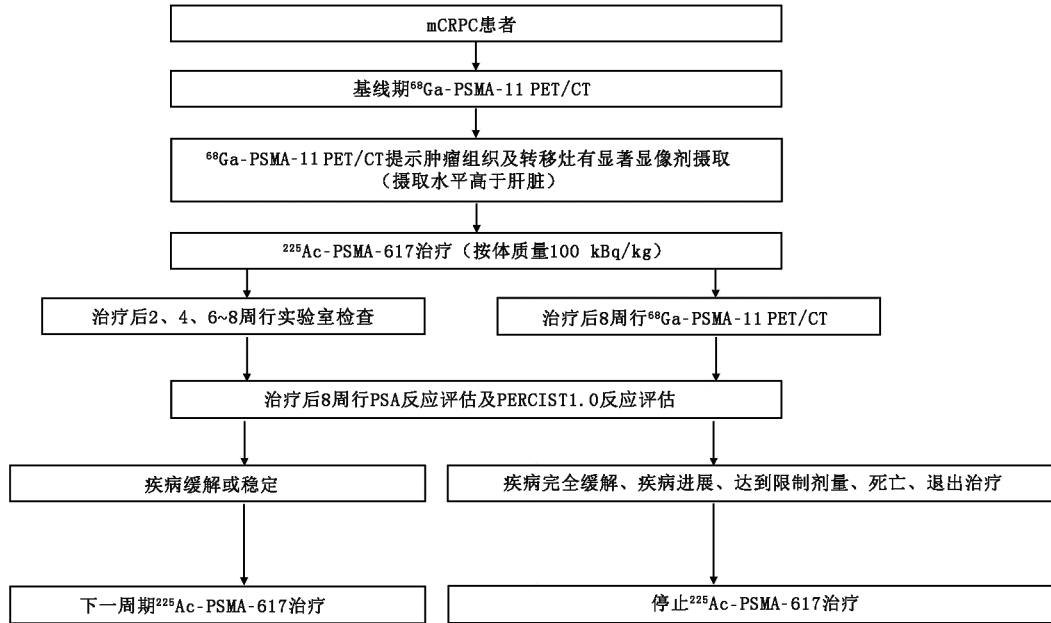 mCRPC患者
基线期⁶⁸Ga-PSMA-11 PET/CT
⁶⁸Ga-PSMA-11 PET/CT提示肿瘤组织及转移灶有显著显像剂摄取
（摄取水平高于肝脏）
²²⁵Ac-PSMA-617治疗（按体质量100 kBq/kg）
治疗后2、4、6~8周行实验室检查
治疗后8周行⁶⁸Ga-PSMA-11 PET/CT
治疗后8周行PSA反应评估及PERCIST1.0反应评估
疾病缓解或稳定
疾病完全缓解、疾病进展、达到限制剂量、死亡、退出治疗
下一周期²²⁵Ac-PSMA-617治疗
停止²²⁵Ac-PSMA-617治疗